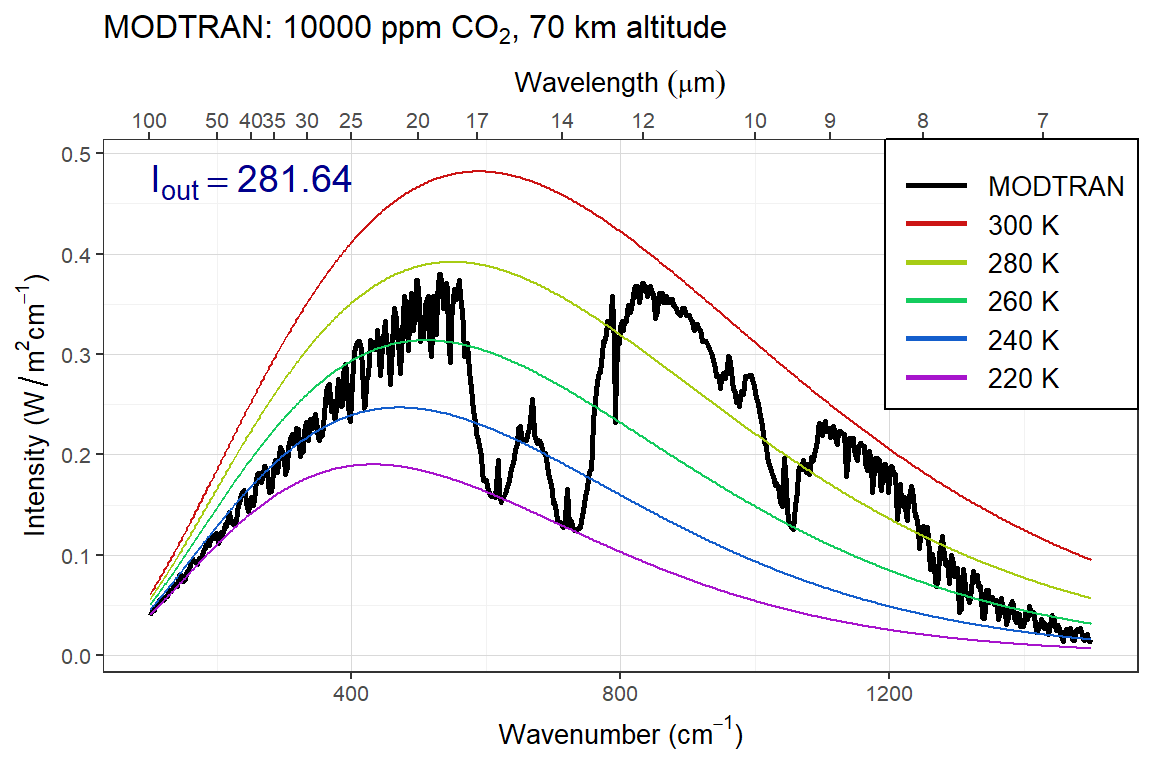 MODTRAN: 10000 ppm CO₂, 70 km altitude
Wavelength (μm)
100 50 40 35 30 25 20 17 14 12 10 9 8 7
I_out = 281.64
MODTRAN
300 K
280 K
260 K
240 K
220 K
Intensity (W / m²cm⁻¹)
0.5
0.4
0.3
0.2
0.1
0.0
400 800 1200
Wavenumber (cm⁻¹)